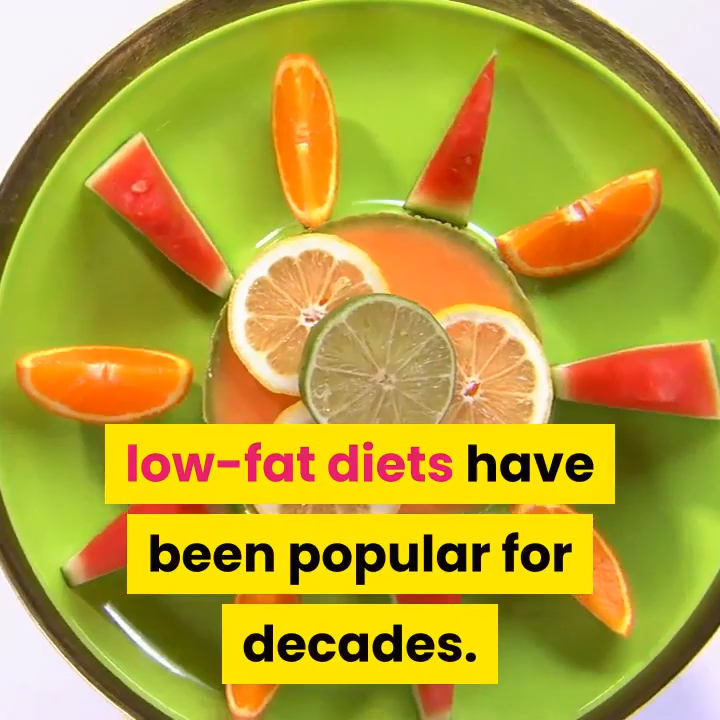 low-fat diets have
been popular for
decades.